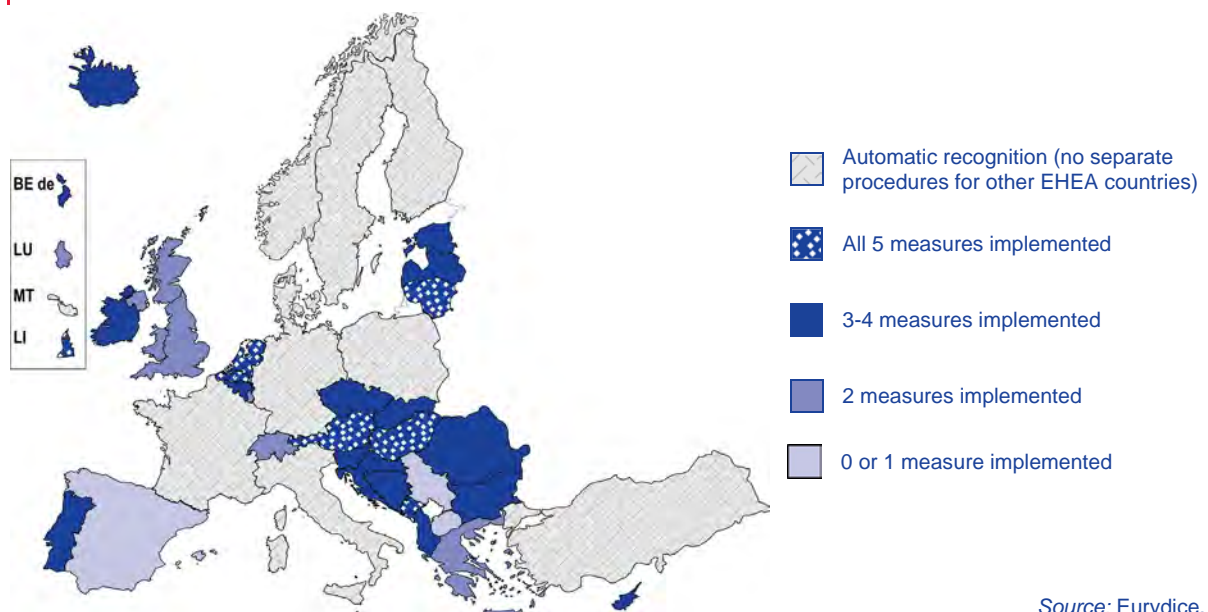 BE de
LU
MT
LI
Automatic recognition (no separate
procedures for other EHEA countries)
All 5 measures implemented
3-4 measures implemented
2 measures implemented
0 or 1 measure implemented
Source: Eurydice.